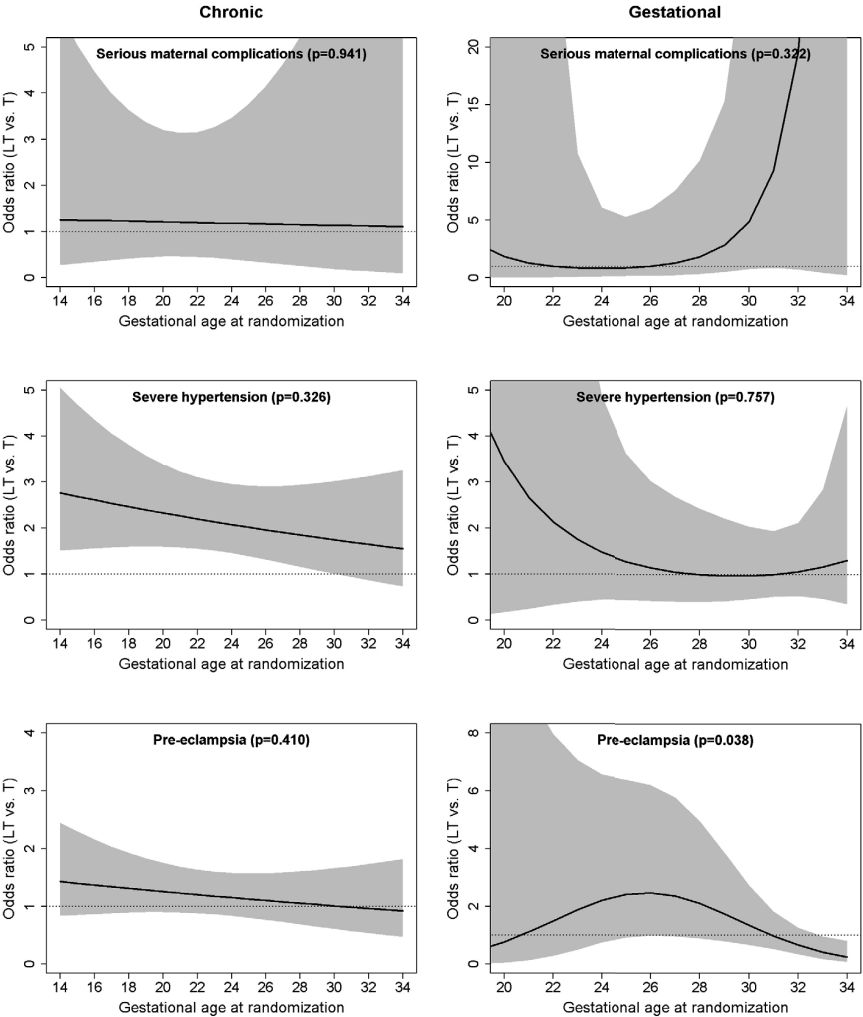 Chronic
Gestational
Serious maternal complications (p=0.941)
Odds ratio (LT vs. T)
5
4
3
2
1
0
14 16 18 20 22 24 26 28 30 32 34
Gestational age at randomization
Serious maternal complications (p=0.322)
Odds ratio (LT vs. T)
20
15
10
5
0
20 22 24 26 28 30 32 34
Gestational age at randomization
Severe hypertension (p=0.326)
Odds ratio (LT vs. T)
5
4
3
2
1
0
14 16 18 20 22 24 26 28 30 32 34
Gestational age at randomization
Severe hypertension (p=0.757)
Odds ratio (LT vs. T)
5
4
3
2
1
0
20 22 24 26 28 30 32 34
Gestational age at randomization
Pre-eclampsia (p=0.410)
Odds ratio (LT vs. T)
4
3
2
1
0
14 16 18 20 22 24 26 28 30 32 34
Gestational age at randomization
Pre-eclampsia (p=0.038)
Odds ratio (LT vs. T)
8
6
4
2
0
20 22 24 26 28 30 32 34
Gestational age at randomization